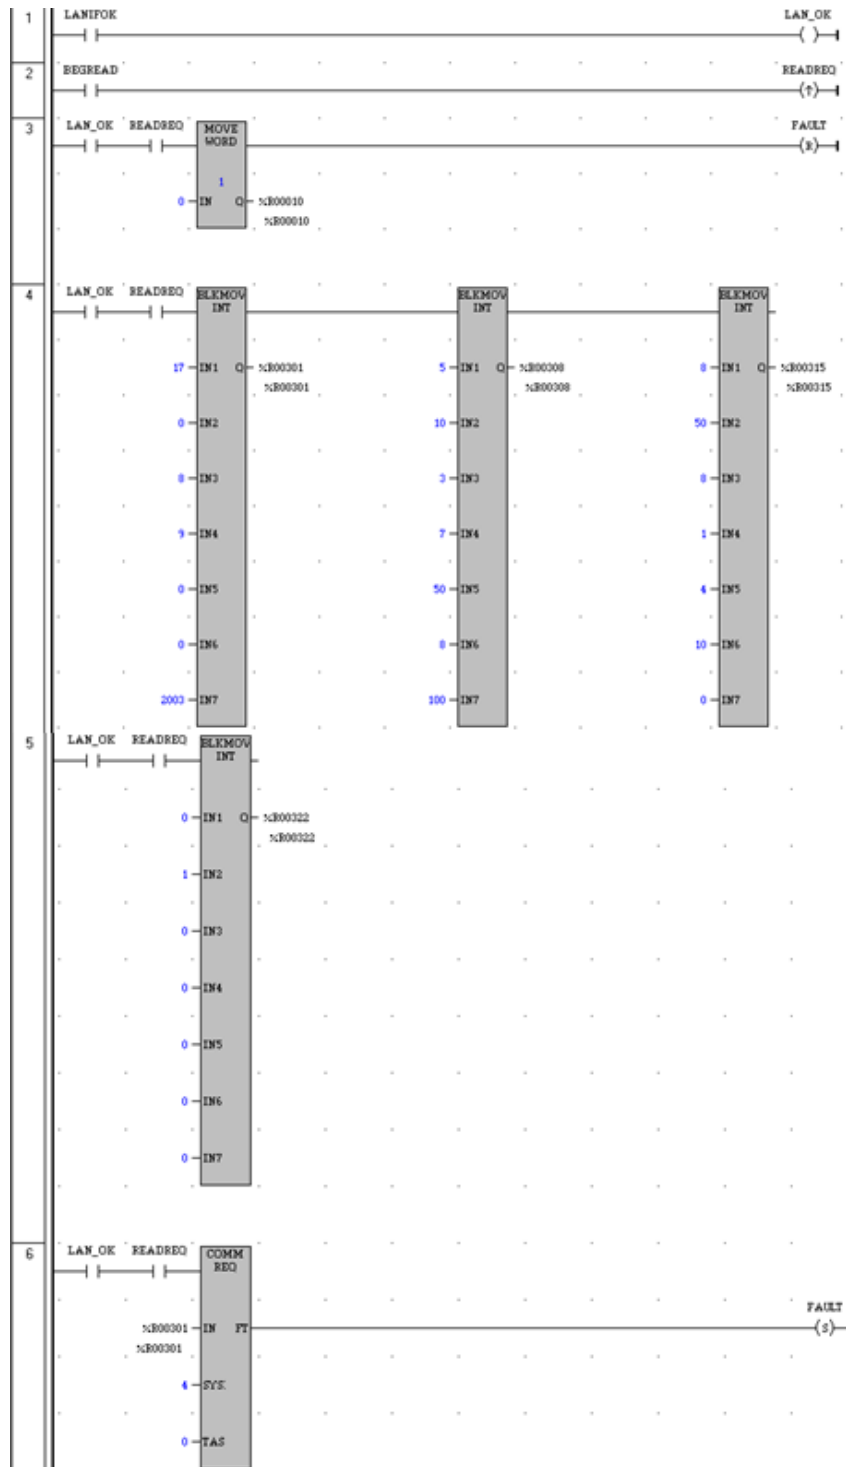 1
LANIFOK LAN_OK
2
BEGREAD READREQ
3
LAN_OK READREQ MOVE WORD FAULT
1
0 IN Q %R00010
%R00010
4
LAN_OK READREQ BLKMOV INT BLKMOV INT BLKMOV INT
17 IN1 Q %R00301 5 IN1 Q %R00308 0 IN1 Q %R00315
%R00301 %R00308 %R00315
0 IN2 10 IN2 50 IN2
8 IN3 3 IN3 8 IN3
9 IN4 7 IN4 1 IN4
0 IN5 50 IN5 4 IN5
0 IN6 8 IN6 10 IN6
2003 IN7 100 IN7 0 IN7
5
LAN_OK READREQ BLKMOV INT
0 IN1 Q %R00322
%R00322
1 IN2
0 IN3
0 IN4
0 IN5
0 IN6
0 IN7
6
LAN_OK READREQ COMM REQ
FAULT
%R00301 IN FT (S)
%R00301
4 SYS
0 TAS